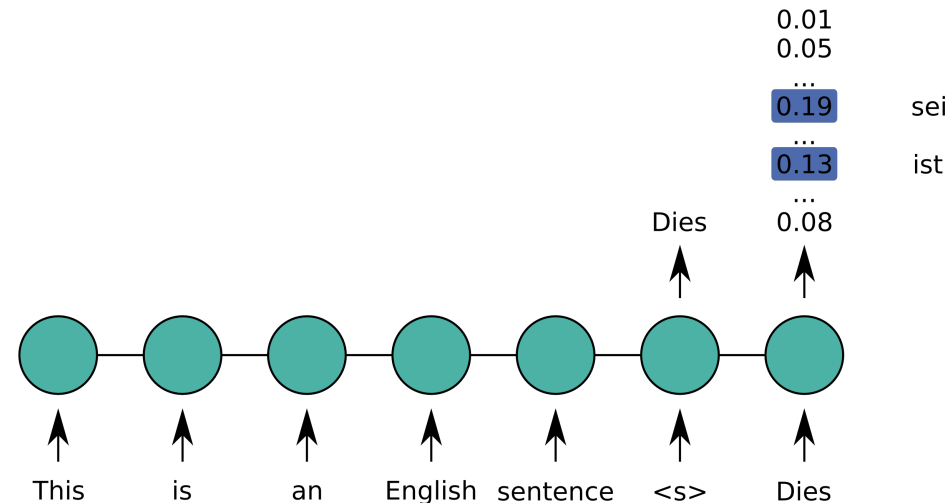 0.01
0.05
...
0.19 sei
...
0.13 ist
...
Dies 0.08
This is an English sentence <s> Dies